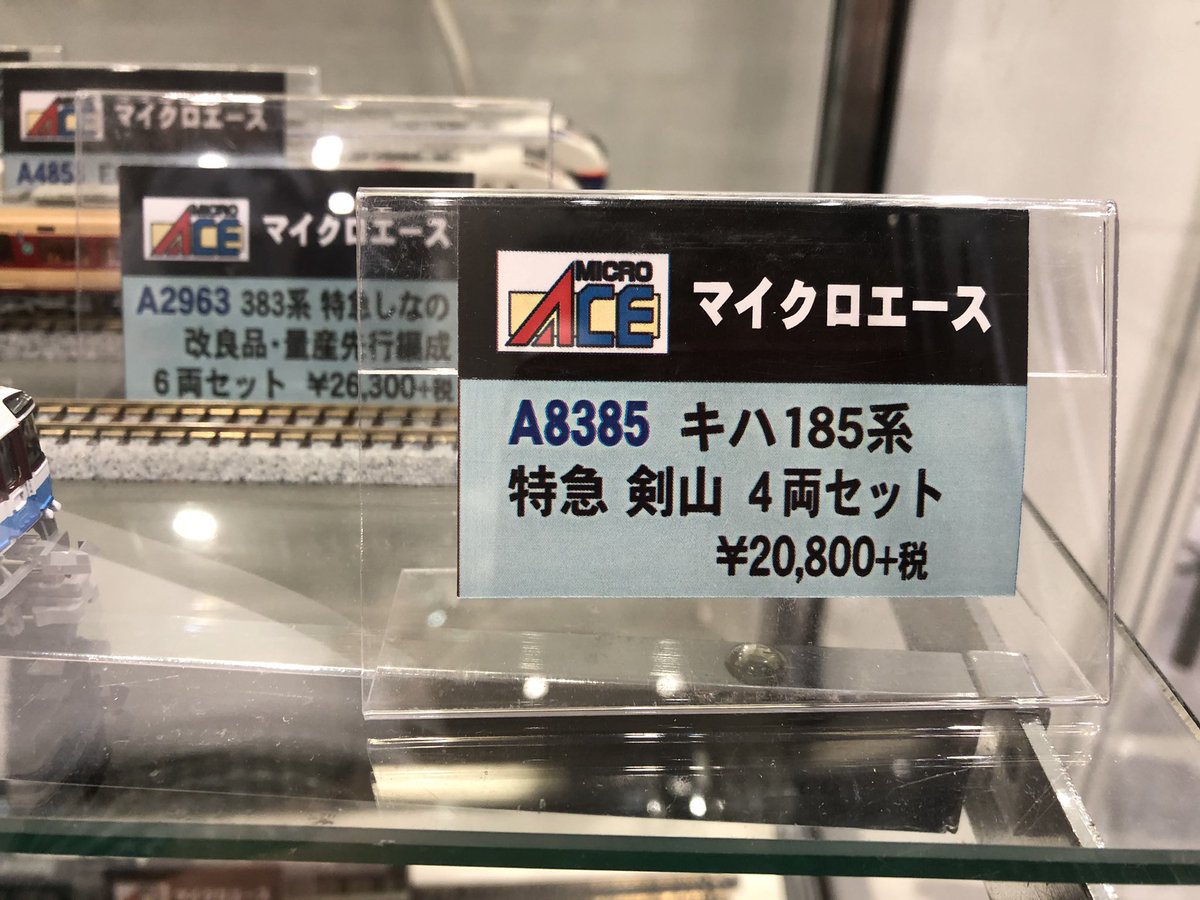 マイクロエース
A485
MICRO ACE
マイクロエース
A2963 383系 特急しなの
改良品・量産先行編成
6両セット ¥26,300+税
MICRO ACE
マイクロエース
A8385 キハ185系
特急 剣山 4両セット
¥20,800+税